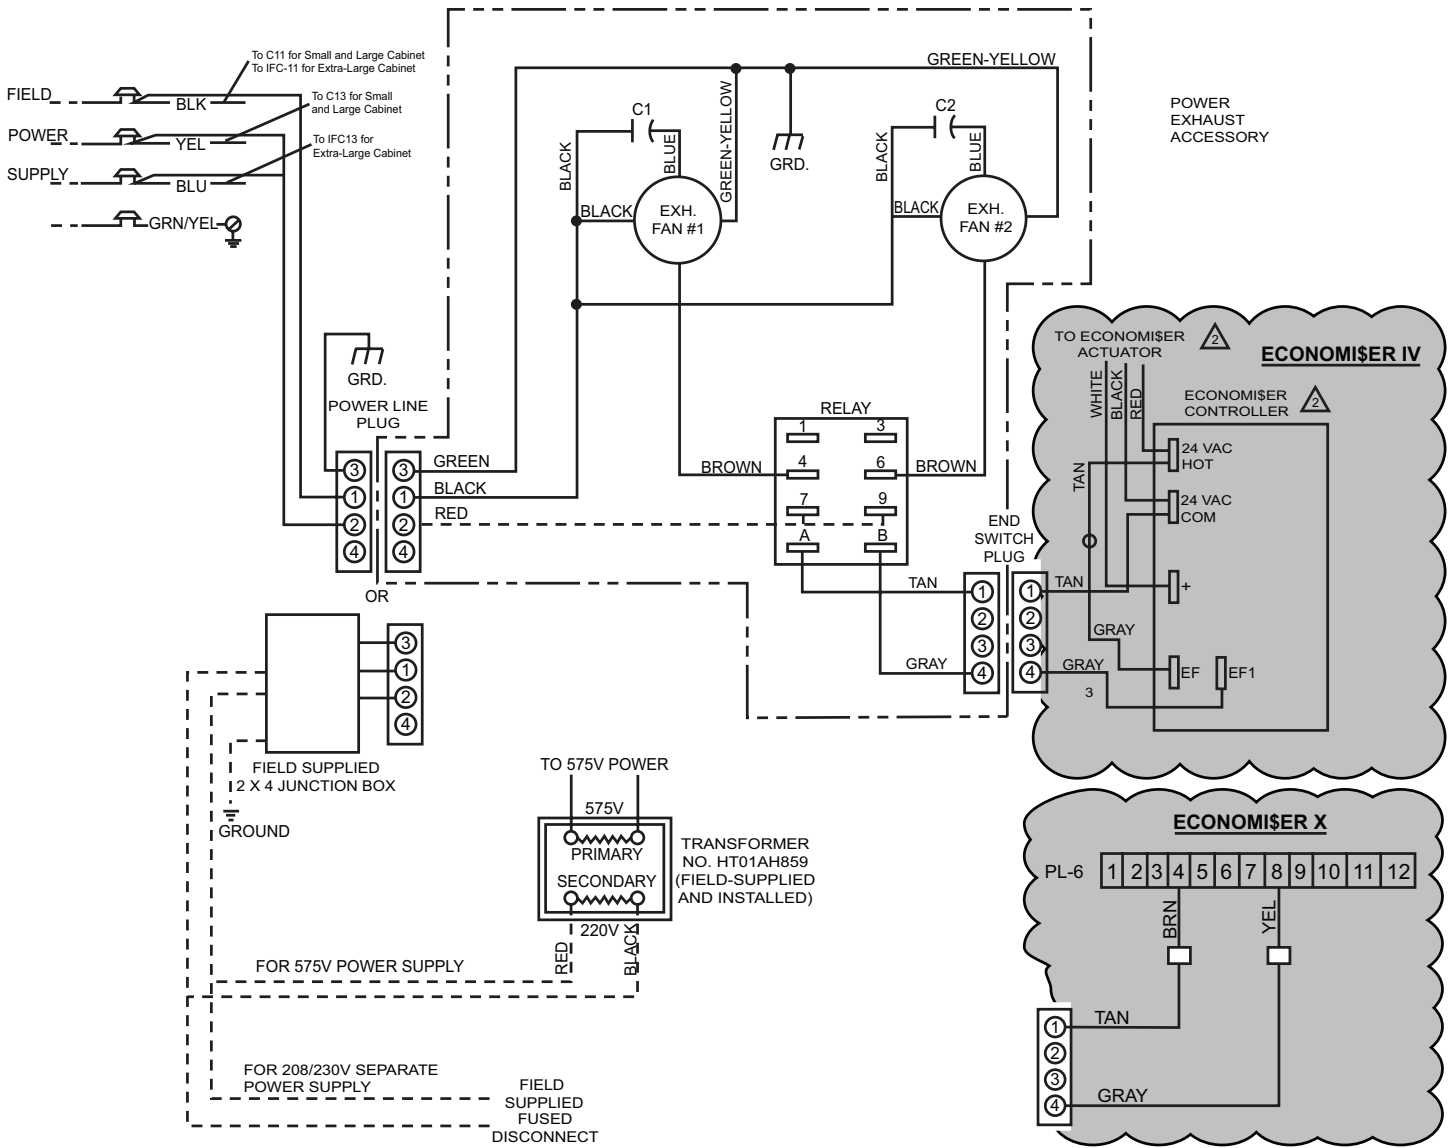 To C11 for Small and Large Cabinet
To IFC-11 for Extra-Large Cabinet
FIELD
BLK
To C13 for Small
and Large Cabinet
POWER
YEL
To IFC13 for
Extra-Large Cabinet
SUPPLY
BLU
GRN/YEL
GREEN-YELLOW
POWER
EXHAUST
ACCESSORY
C1
BLACK
BLUE
GREEN-YELLOW
GRD.
C2
BLACK
BLUE
BLACK
EXH.
FAN #1
BLACK
EXH.
FAN #2
GRD.
POWER LINE
PLUG
3
1
2
4
3
1
2
4
GREEN
BLACK
RED
OR
RELAY
1
3
4
6
7
9
A
B
BROWN
BROWN
TAN
GRAY
END
SWITCH
PLUG
1
2
3
4
1
2
3
4
TO ECONOMI$ER
ACTUATOR
2
ECONOMI$ER IV
WHITE
BLACK
RED
ECONOMI$ER
CONTROLLER
2
24 VAC
HOT
TAN
24 VAC
COM
TAN
+
GRAY
GRAY
3
EF
EF1
3
1
2
4
FIELD SUPPLIED
2 X 4 JUNCTION BOX
GROUND
TO 575V POWER
575V
PRIMARY
SECONDARY
220V
TRANSFORMER
NO. HT01AH859
(FIELD-SUPPLIED
AND INSTALLED)
RED
BLACK
FOR 575V POWER SUPPLY
FOR 208/230V SEPARATE
POWER SUPPLY
FIELD
SUPPLIED
FUSED
DISCONNECT
ECONOMI$ER X
PL-6
1 2 3 4 5 6 7 8 9 10 11 12
BRN
YEL
TAN
1
2
3
4
GRAY